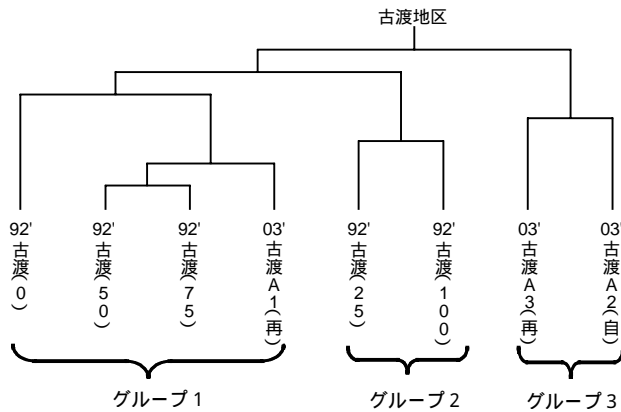 古渡地区
92' 古渡(0)
92' 古渡(50)
92' 古渡(75)
03' 古渡A1(再)
92' 古渡(25)
92' 古渡(100)
03' 古渡A3(再)
03' 古渡A2(自)
グループ1
グループ2
グループ3